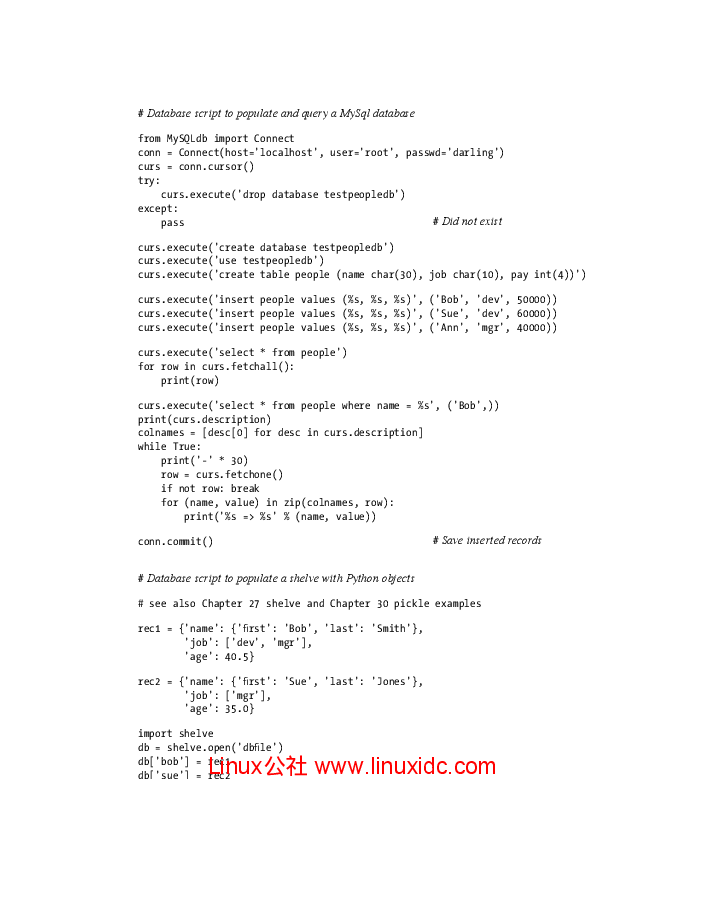 # Database script to populate and query a MySql database
from MySQLdb import Connect
conn = Connect(host='localhost', user='root', passwd='darling')
curs = conn.cursor()
try:
    curs.execute('drop database testpeopledb')
except:
    pass                                           # Did not exist
curs.execute('create database testpeopledb')
curs.execute('use testpeopledb')
curs.execute('create table people (name char(30), job char(10), pay int(4))')
curs.execute('insert people values (%s, %s, %s)', ('Bob', 'dev', 50000))
curs.execute('insert people values (%s, %s, %s)', ('Sue', 'dev', 60000))
curs.execute('insert people values (%s, %s, %s)', ('Ann', 'mgr', 40000))
curs.execute('select * from people')
for row in curs.fetchall():
    print(row)
curs.execute('select * from people where name = %s', ('Bob',))
print(curs.description)
colnames = [desc[0] for desc in curs.description]
while True:
    print('-' * 30)
    row = curs.fetchone()
    if not row: break
    for (name, value) in zip(colnames, row):
        print('%s => %s' % (name, value))
conn.commit()                                      # Save inserted records
# Database script to populate a shelve with Python objects
# see also Chapter 27 shelve and Chapter 30 pickle examples
rec1 = {'name': {'first': 'Bob', 'last': 'Smith'},
        'job': ['dev', 'mgr'],
        'age': 40.5}
rec2 = {'name': {'first': 'Sue', 'last': 'Jones'},
        'job': ['mgr'],
        'age': 35.0}
import shelve
db = shelve.open('dbfile')
db['bob'] = rec1
Linux公社 www.linuxidc.com
db['sue'] = rec2